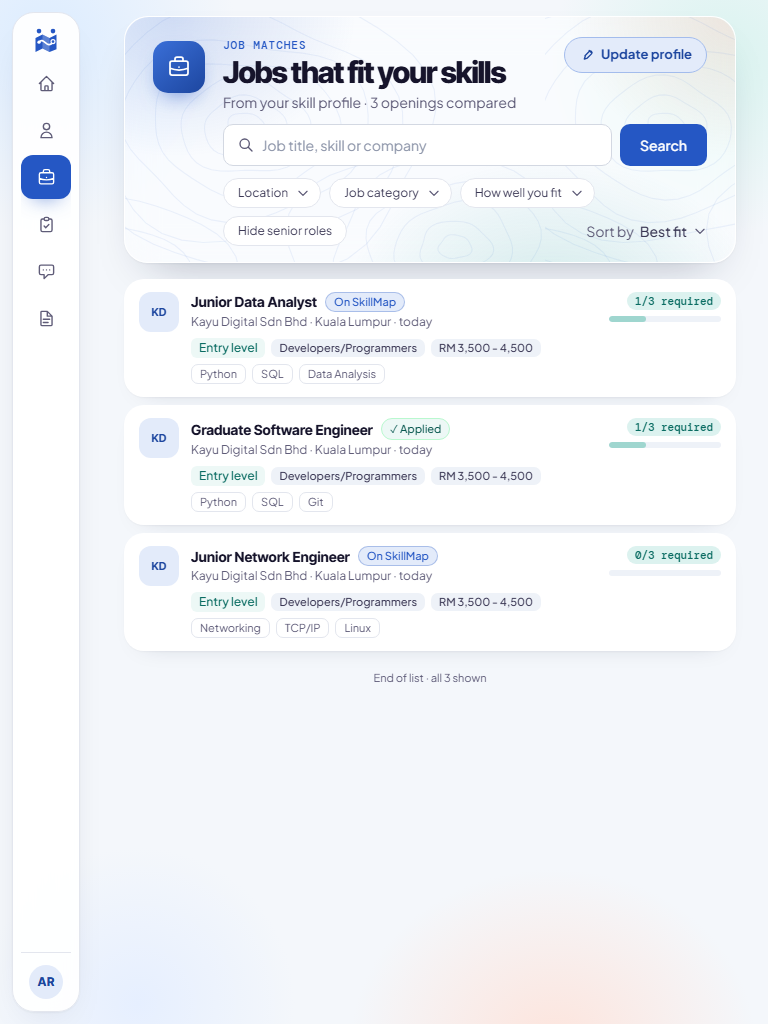 JOB MATCHES
Jobs that fit your skills
Update profile
From your skill profile · 3 openings compared
Job title, skill or company
Search
Location
Job category
How well you fit
Hide senior roles
Sort by Best fit
KD
Junior Data Analyst
On SkillMap
1/3 required
Kayu Digital Sdn Bhd · Kuala Lumpur · today
Entry level
Developers/Programmers
RM 3,500 – 4,500
Python
SQL
Data Analysis
KD
Graduate Software Engineer
✓ Applied
1/3 required
Kayu Digital Sdn Bhd · Kuala Lumpur · today
Entry level
Developers/Programmers
RM 3,500 – 4,500
Python
SQL
Git
KD
Junior Network Engineer
On SkillMap
0/3 required
Kayu Digital Sdn Bhd · Kuala Lumpur · today
Entry level
Developers/Programmers
RM 3,500 – 4,500
Networking
TCP/IP
Linux
End of list · all 3 shown
AR